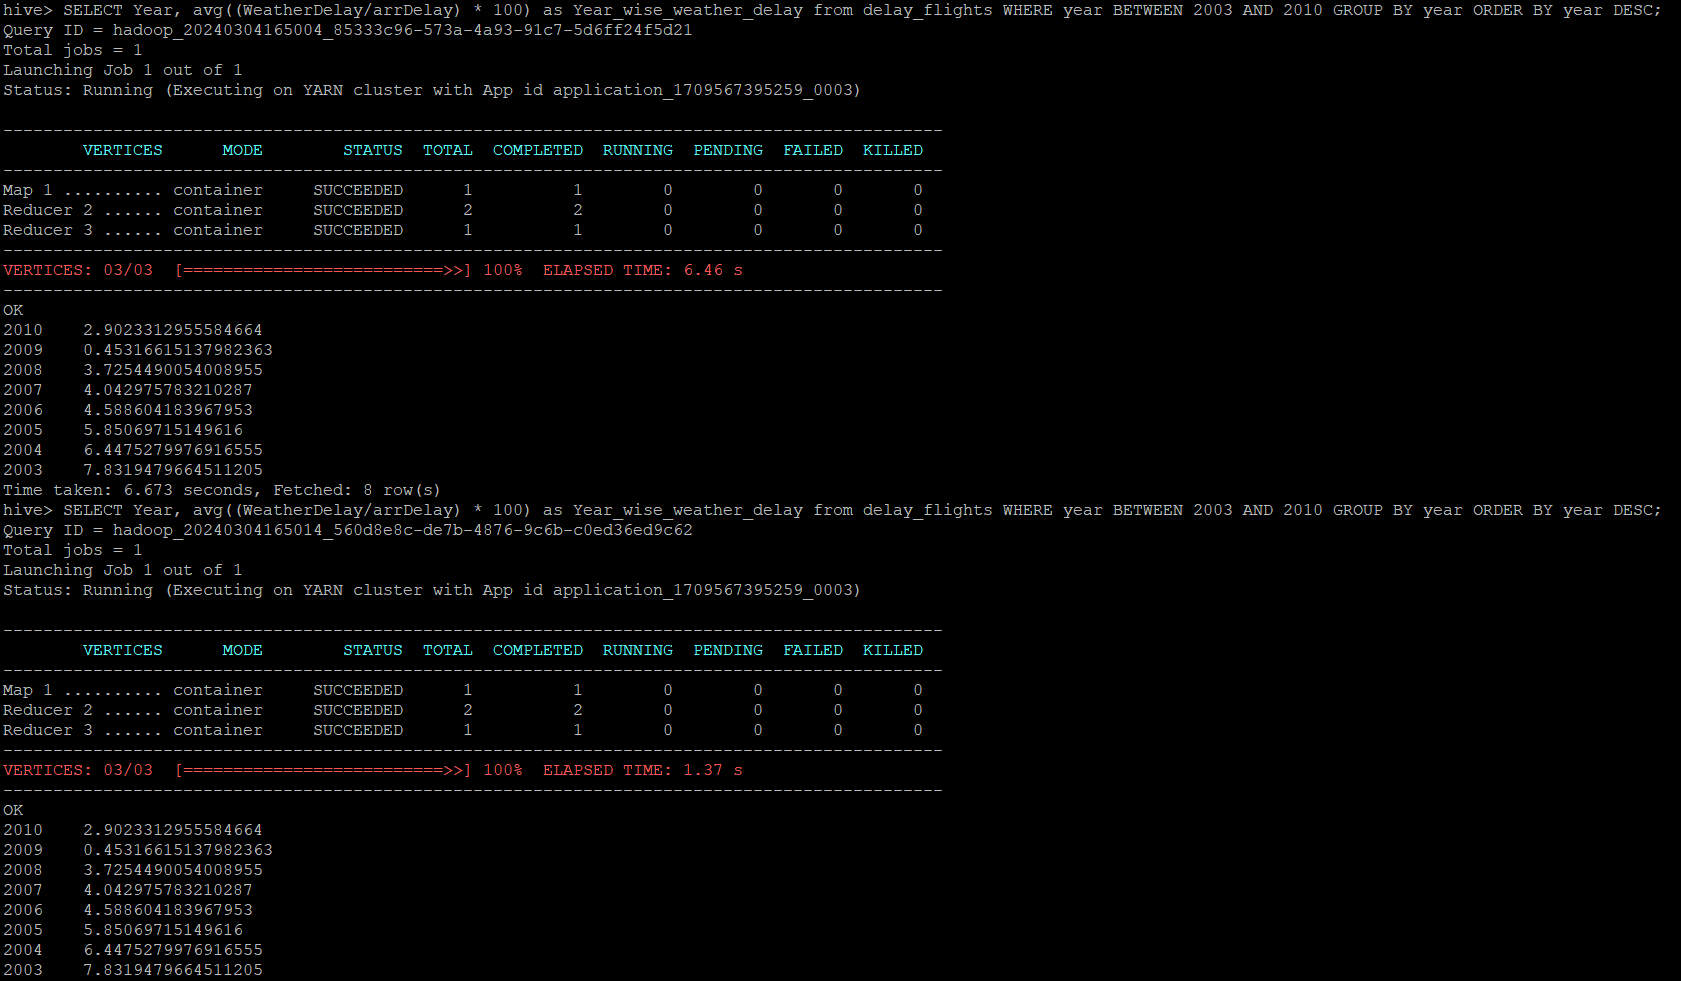 hive> SELECT Year, avg((WeatherDelay/arrDelay) * 100) as Year_wise_weather_delay from delay_flights WHERE year BETWEEN 2003 AND 2010 GROUP BY year ORDER BY year DESC;
Query ID = hadoop_20240304165004_85333c96-573a-4a93-91c7-5d6ff24f5d21
Total jobs = 1
Launching Job 1 out of 1
Status: Running (Executing on YARN cluster with App id application_1709567395259_0003)

----------------------------------------------------------------------------------------------
        VERTICES      MODE        STATUS  TOTAL  COMPLETED  RUNNING  PENDING  FAILED  KILLED
----------------------------------------------------------------------------------------------
Map 1 .......... container     SUCCEEDED      1          1        0        0       0       0
Reducer 2 ...... container     SUCCEEDED      2          2        0        0       0       0
Reducer 3 ...... container     SUCCEEDED      1          1        0        0       0       0
----------------------------------------------------------------------------------------------
VERTICES: 03/03  [==========================>>] 100%  ELAPSED TIME: 6.46 s
----------------------------------------------------------------------------------------------
OK
2010    2.9023312955584664
2009    0.45316615137982363
2008    3.7254490054008955
2007    4.042975783210287
2006    4.588604183967953
2005    5.85069715149616
2004    6.4475279976916555
2003    7.8319479664511205
Time taken: 6.673 seconds, Fetched: 8 row(s)
hive> SELECT Year, avg((WeatherDelay/arrDelay) * 100) as Year_wise_weather_delay from delay_flights WHERE year BETWEEN 2003 AND 2010 GROUP BY year ORDER BY year DESC;
Query ID = hadoop_20240304165014_560d8e8c-de7b-4876-9c6b-c0ed36ed9c62
Total jobs = 1
Launching Job 1 out of 1
Status: Running (Executing on YARN cluster with App id application_1709567395259_0003)

----------------------------------------------------------------------------------------------
        VERTICES      MODE        STATUS  TOTAL  COMPLETED  RUNNING  PENDING  FAILED  KILLED
----------------------------------------------------------------------------------------------
Map 1 .......... container     SUCCEEDED      1          1        0        0       0       0
Reducer 2 ...... container     SUCCEEDED      2          2        0        0       0       0
Reducer 3 ...... container     SUCCEEDED      1          1        0        0       0       0
----------------------------------------------------------------------------------------------
VERTICES: 03/03  [==========================>>] 100%  ELAPSED TIME: 1.37 s
----------------------------------------------------------------------------------------------
OK
2010    2.9023312955584664
2009    0.45316615137982363
2008    3.7254490054008955
2007    4.042975783210287
2006    4.588604183967953
2005    5.85069715149616
2004    6.4475279976916555
2003    7.8319479664511205